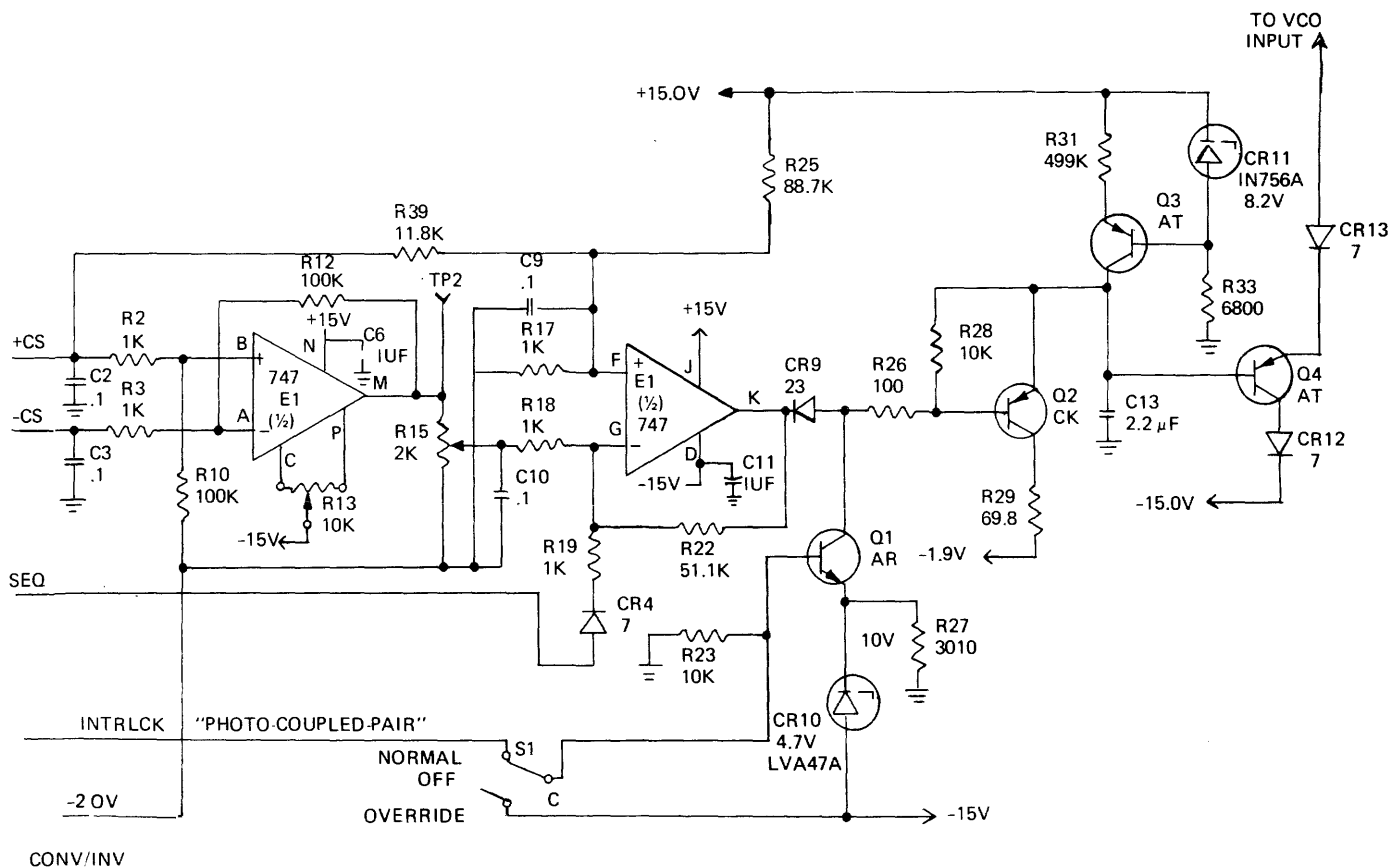 TO VCO
INPUT
+15.0V
R31
499K
CR11
IN756A
8.2V
R25
88.7K
Q3
AT
CR13
7
R39
11.8K
R12
100K
TP2
C9
.1
+15V
R33
6800
R2
1K
+15V
C6
1UF
N
R17
1K
R28
10K
+CS
B
+
747
E1
(½)
M
F
+
E1
(½)
747
J
K
CR9
23
R26
100
Q4
AT
C2
.1
R3
1K
R18
1K
Q2
CK
C13
2.2 µF
-CS
A
−
P
R15
2K
G
−
D
CR12
7
C3
.1
C
C10
.1
-15V
C11
1UF
R10
100K
R13
10K
-15V
R29
69.8
-15.0V
R19
1K
R22
51.1K
Q1
AR
-1.9V
SEQ
CR4
7
R23
10K
10V
R27
3010
INTRLCK "PHOTO-COUPLED-PAIR"
S1
CR10
4.7V
LVA47A
NORMAL
OFF
C
OVERRIDE
-2 0V
-15V
CONV/INV